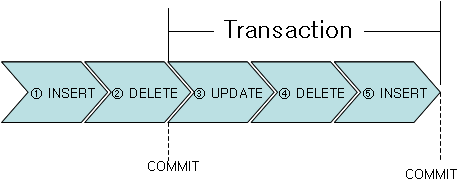 Transaction
① INSERT ② DELETE ③ UPDATE ④ DELETE ⑤ INSERT
COMMIT
COMMIT